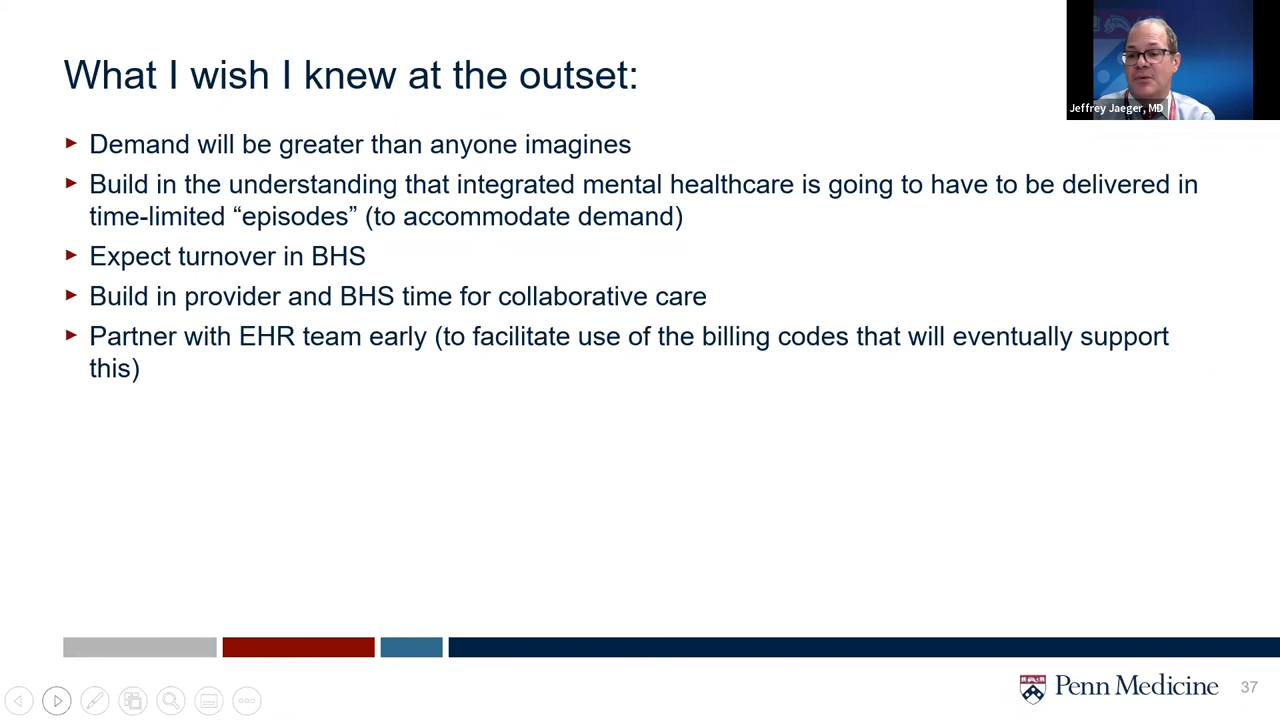 What I wish I knew at the outset:
Jeffrey Jaeger, MD
Demand will be greater than anyone imagines
Build in the understanding that integrated mental healthcare is going to have to be delivered in
time-limited “episodes” (to accommodate demand)
Expect turnover in BHS
Build in provider and BHS time for collaborative care
Partner with EHR team early (to facilitate use of the billing codes that will eventually support
this)
Penn Medicine
37